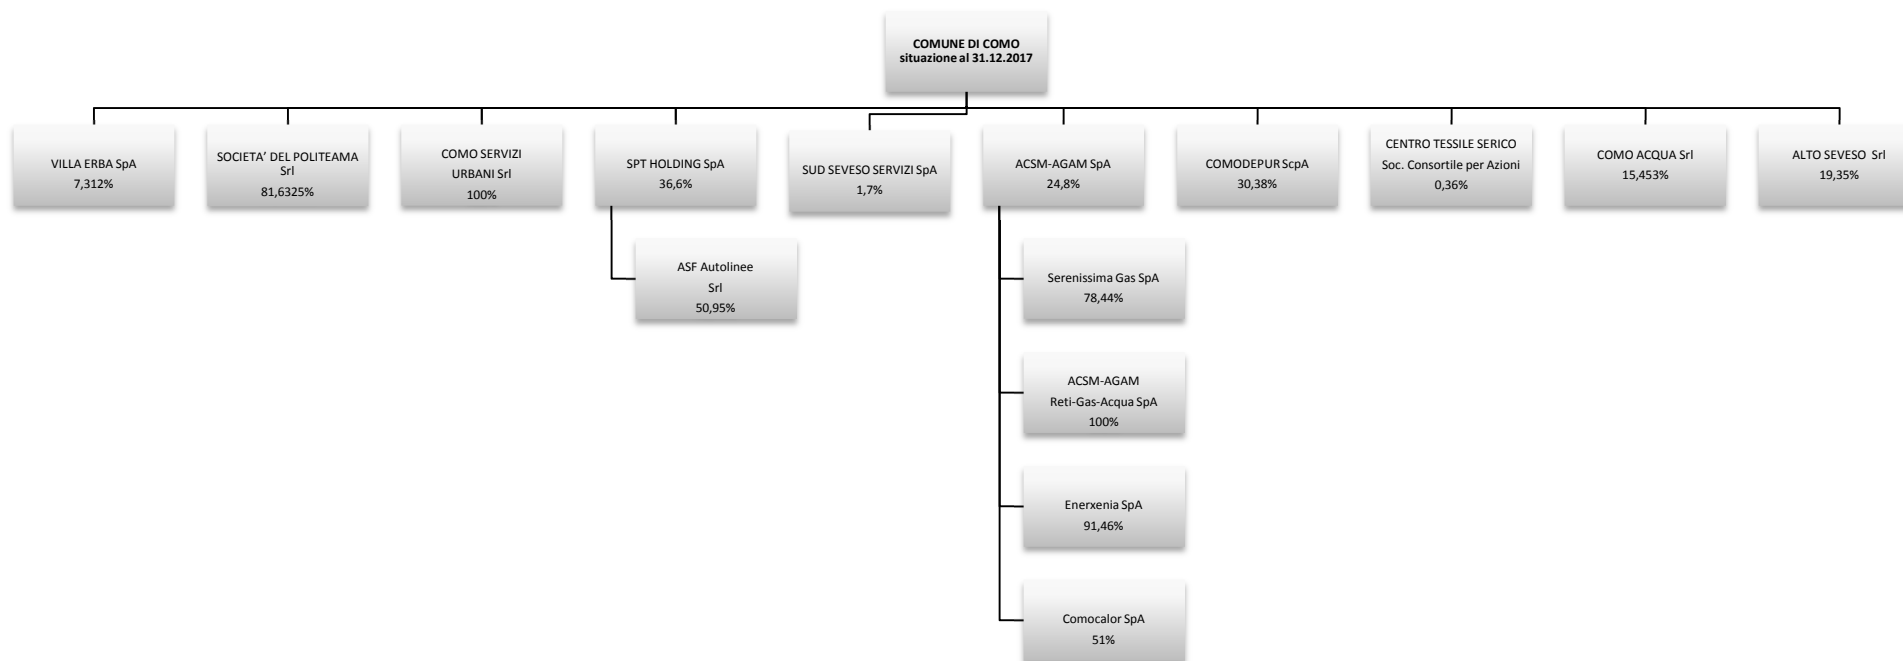 COMUNE DI COMO
situazione al 31.12.2017
VILLA ERBA SpA
7,312%
SOCIETA’ DEL POLITEAMA
Srl
81,6325%
COMO SERVIZI
URBANI Srl
100%
SPT HOLDING SpA
36,6%
SUD SEVESO SERVIZI SpA
1,7%
ACSM-AGAM SpA
24,8%
COMODEPUR ScpA
30,38%
CENTRO TESSILE SERICO
Soc. Consortile per Azioni
0,36%
COMO ACQUA Srl
15,453%
ALTO SEVESO Srl
19,35%
ASF Autolinee
Srl
50,95%
Serenissima Gas SpA
78,44%
ACSM-AGAM
Reti-Gas-Acqua SpA
100%
Enerxenia SpA
91,46%
Comocalor SpA
51%